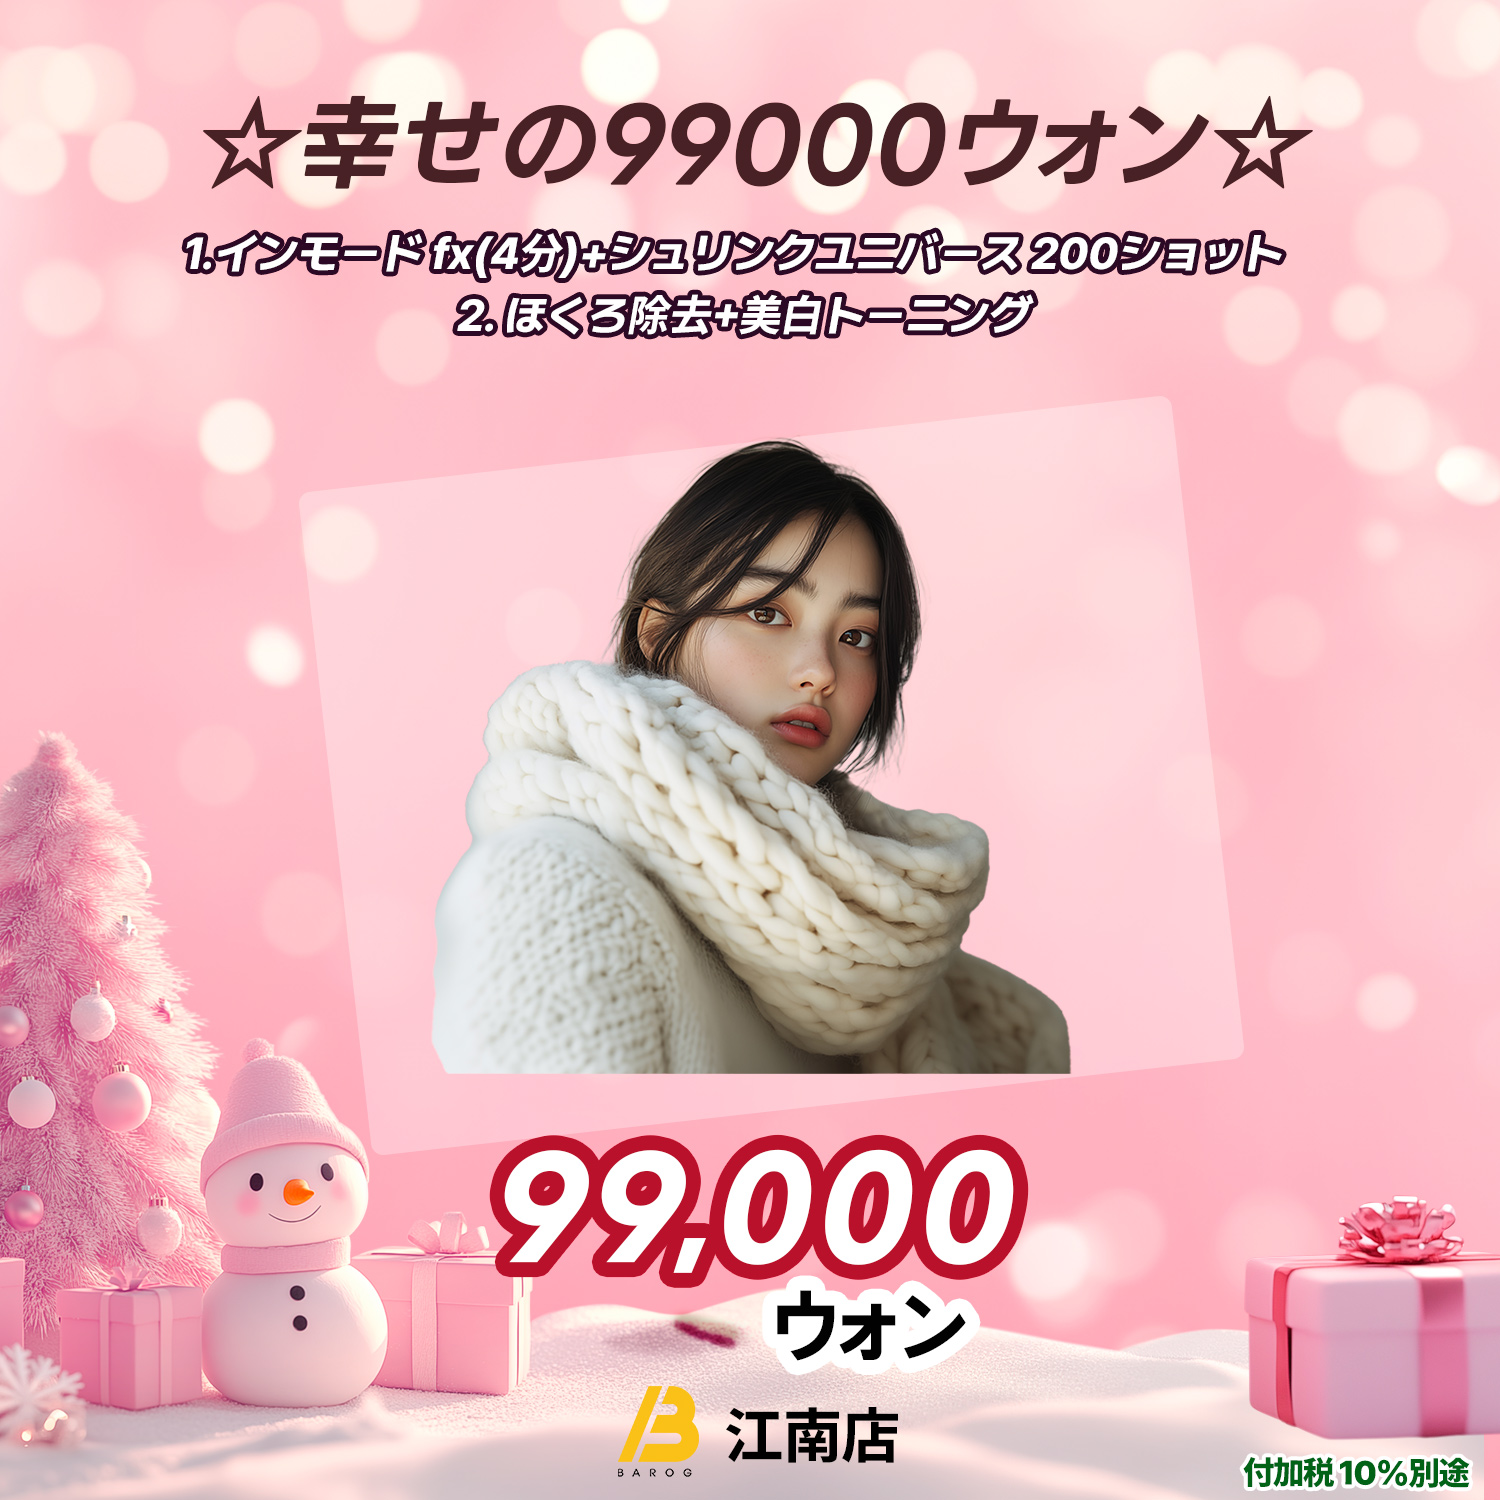 ☆幸せの99000ウォン☆
1.インモード fx(4分)+シュリンクユニバース 200ショット
2. ほくろ除去+美白トーニング
99,000
ウォン
BAROG
江南店
付加税 10%別途